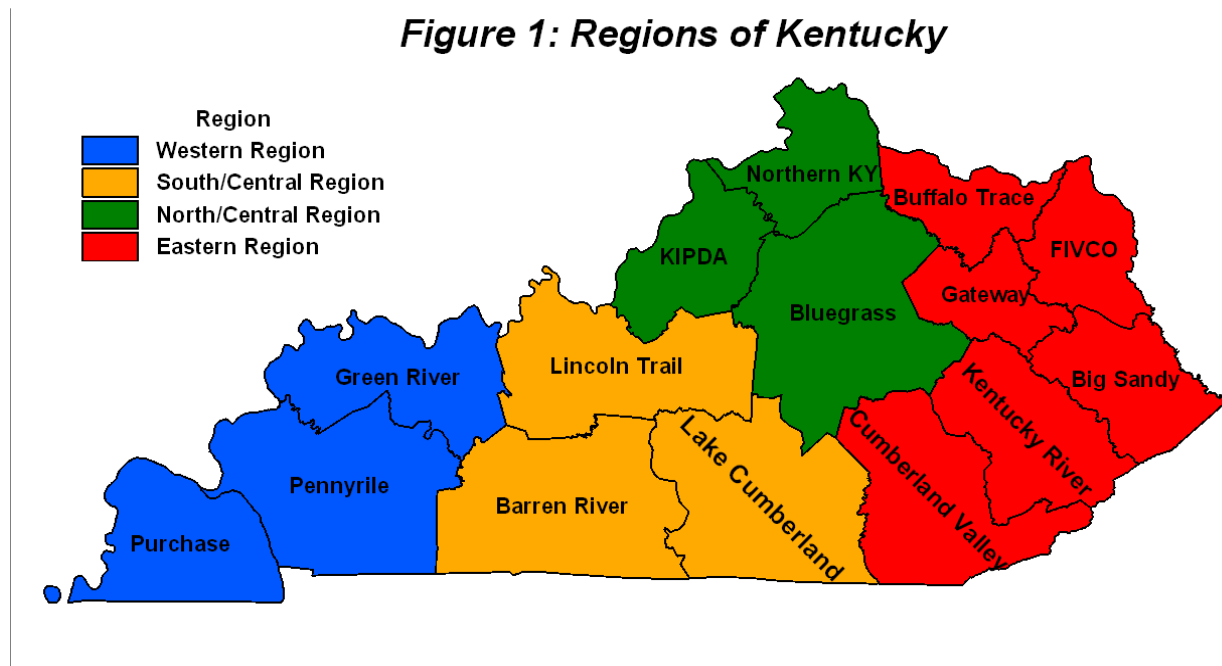 Figure 1: Regions of Kentucky
Region
Western Region
South/Central Region
North/Central Region
Eastern Region
Northern KY
Buffalo Trace
KIPDA
FIVCO
Gateway
Bluegrass
Lincoln Trail
Green River
Big Sandy
Kentucky River
Cumberland Valley
Lake Cumberland
Pennyrile
Barren River
Purchase